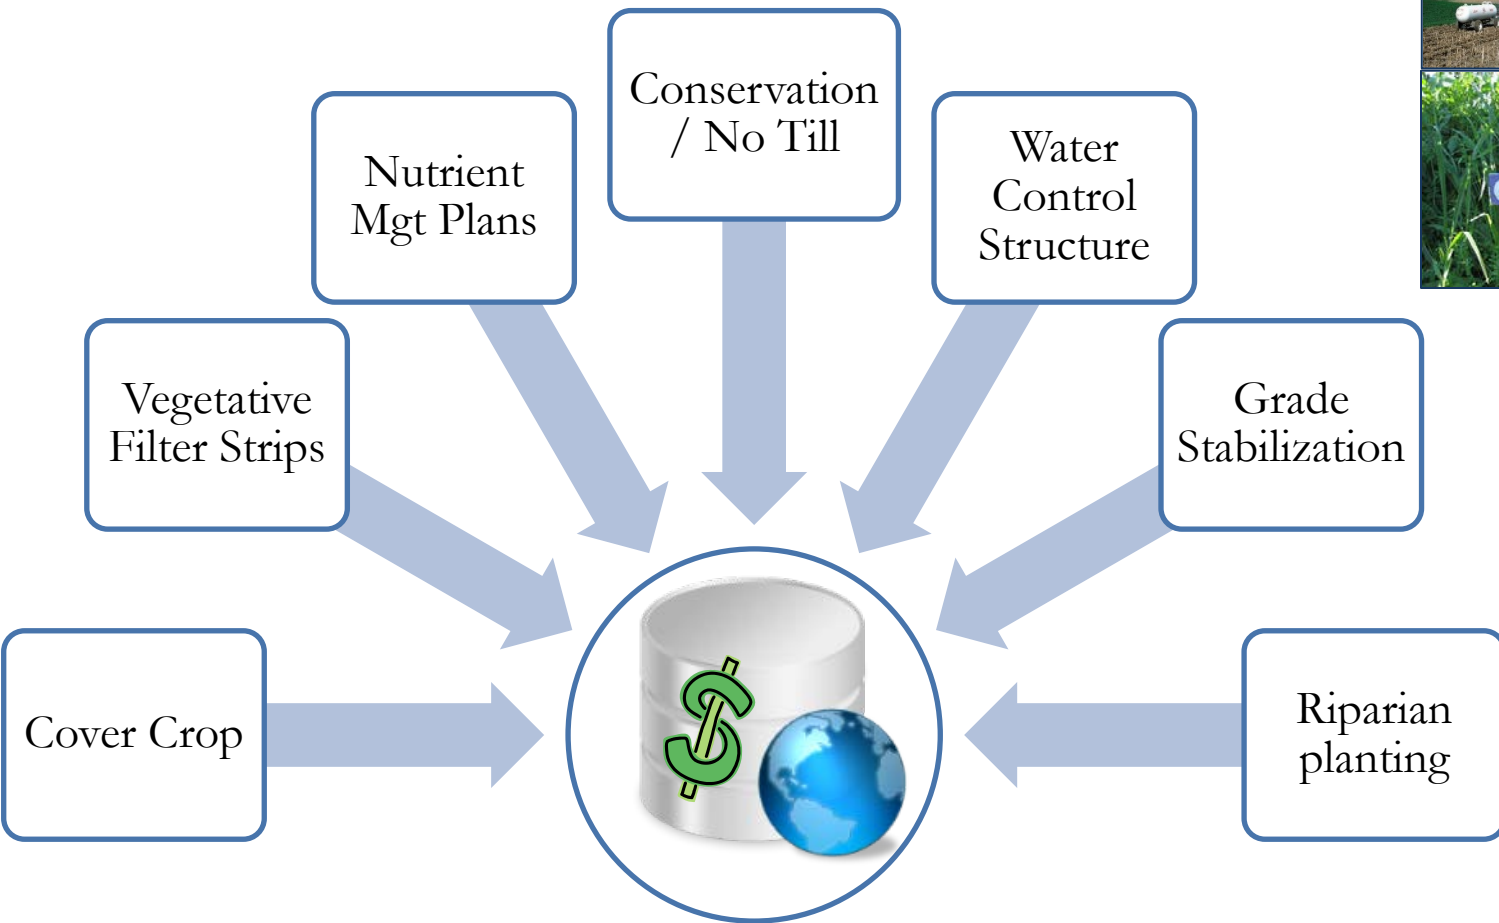 Conservation
/ No Till
Nutrient
Mgt Plans
Water
Control
Structure
Vegetative
Filter Strips
Grade
Stabilization
Cover Crop
Riparian
planting
$